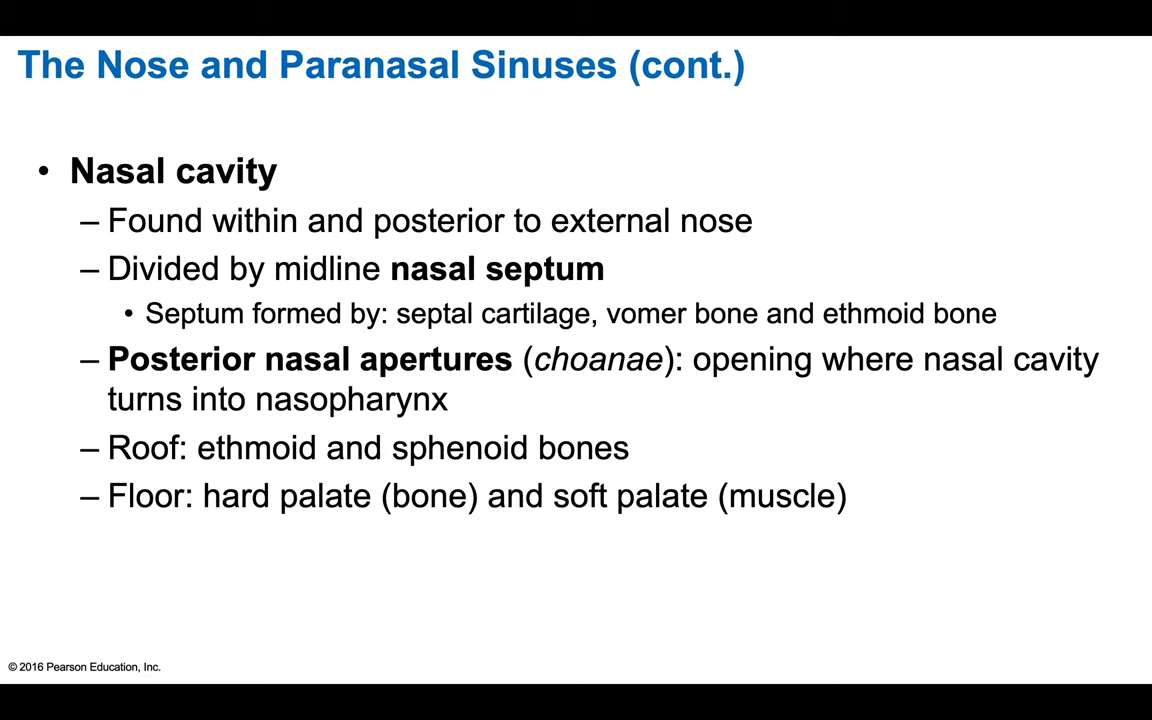 The Nose and Paranasal Sinuses (cont.)
• Nasal cavity
– Found within and posterior to external nose
– Divided by midline nasal septum
• Septum formed by: septal cartilage, vomer bone and ethmoid bone
– Posterior nasal apertures (choanae): opening where nasal cavity
turns into nasopharynx
– Roof: ethmoid and sphenoid bones
– Floor: hard palate (bone) and soft palate (muscle)
© 2016 Pearson Education, Inc.